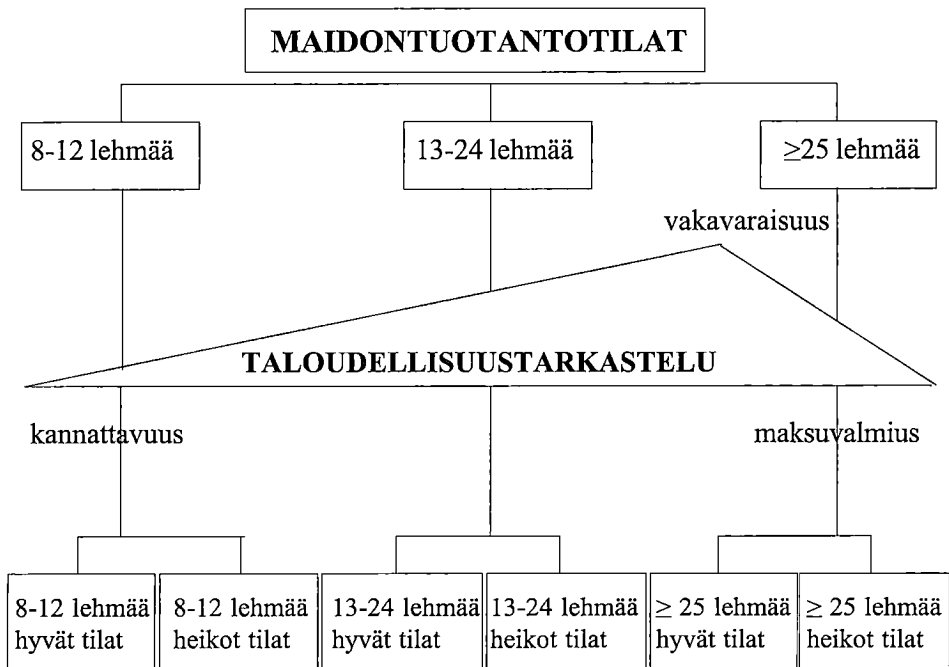 MAIDONTUOTANTOTILAT
8-12 lehmää
13-24 lehmää
≥25 lehmää
vakavaraisuus
TALOUDELLISUUSTARKASTELU
kannattavuus
maksuvalmius
8-12 lehmää
hyvät tilat
8-12 lehmää
heikot tilat
13-24 lehmää
hyvät tilat
13-24 lehmää
heikot tilat
≥ 25 lehmää
hyvät tilat
≥ 25 lehmää
heikot tilat